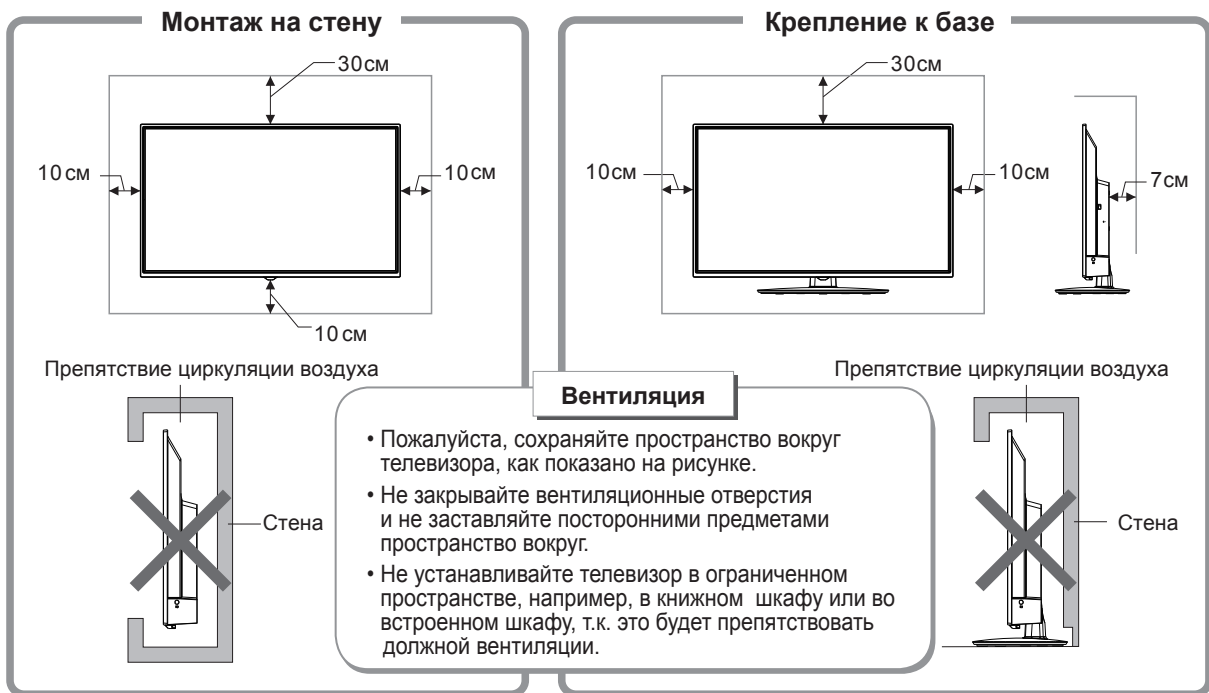 Монтаж на стену
30см
10см
10см
10см
Препятствие циркуляции воздуха
Стена
Крепление к базе
30см
10см
10см
7см
Препятствие циркуляции воздуха
Стена
Вентиляция
• Пожалуйста, сохраняйте пространство вокруг
телевизора, как показано на рисунке.
• Не закрывайте вентиляционные отверстия
и не заставляйте посторонними предметами
пространство вокруг.
• Не устанавливайте телевизор в ограниченном
пространстве, например, в книжном шкафу или во
встроенном шкафу, т.к. это будет препятствовать
должной вентиляции.